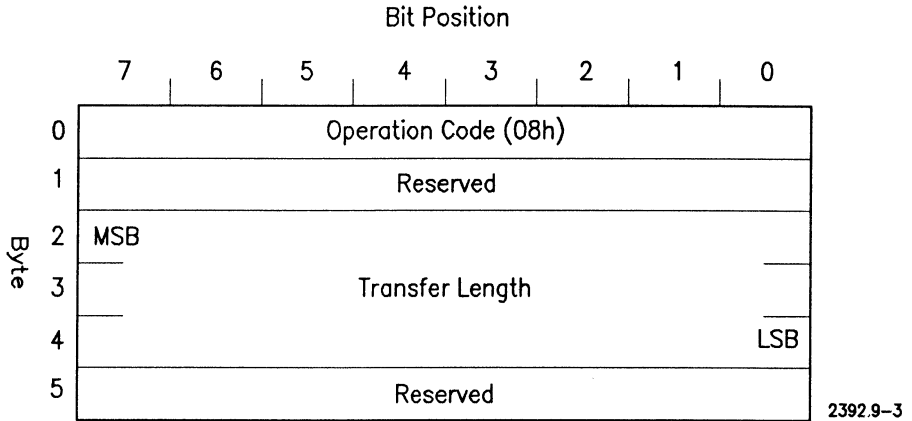 Bit Position
7 6 5 4 3 2 1 0
0 Operation Code (08h)
1 Reserved
2 MSB
Byte
3 Transfer Length
4 LSB
5 Reserved
2392.9-3